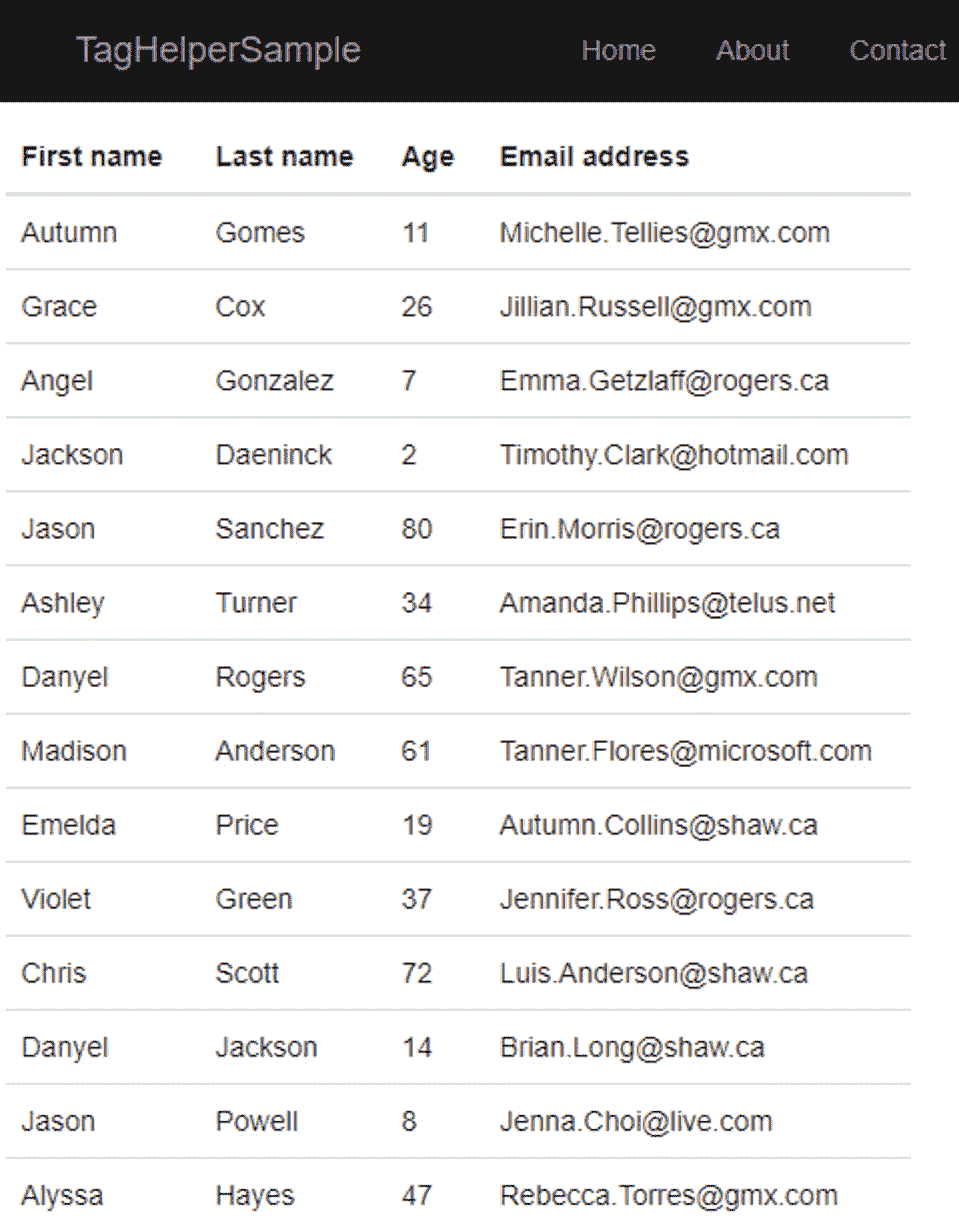 TagHelperSample Home About Contact
First name Last name Age Email address
Autumn Gomes 11 Michelle.Tellies@gmx.com
Grace Cox 26 Jillian.Russell@gmx.com
Angel Gonzalez 7 Emma.Getzlaff@rogers.ca
Jackson Daeninck 2 Timothy.Clark@hotmail.com
Jason Sanchez 80 Erin.Morris@rogers.ca
Ashley Turner 34 Amanda.Phillips@telus.net
Danyel Rogers 65 Tanner.Wilson@gmx.com
Madison Anderson 61 Tanner.Flores@microsoft.com
Emelda Price 19 Autumn.Collins@shaw.ca
Violet Green 37 Jennifer.Ross@rogers.ca
Chris Scott 72 Luis.Anderson@shaw.ca
Danyel Jackson 14 Brian.Long@shaw.ca
Jason Powell 8 Jenna.Choi@live.com
Alyssa Hayes 47 Rebecca.Torres@gmx.com